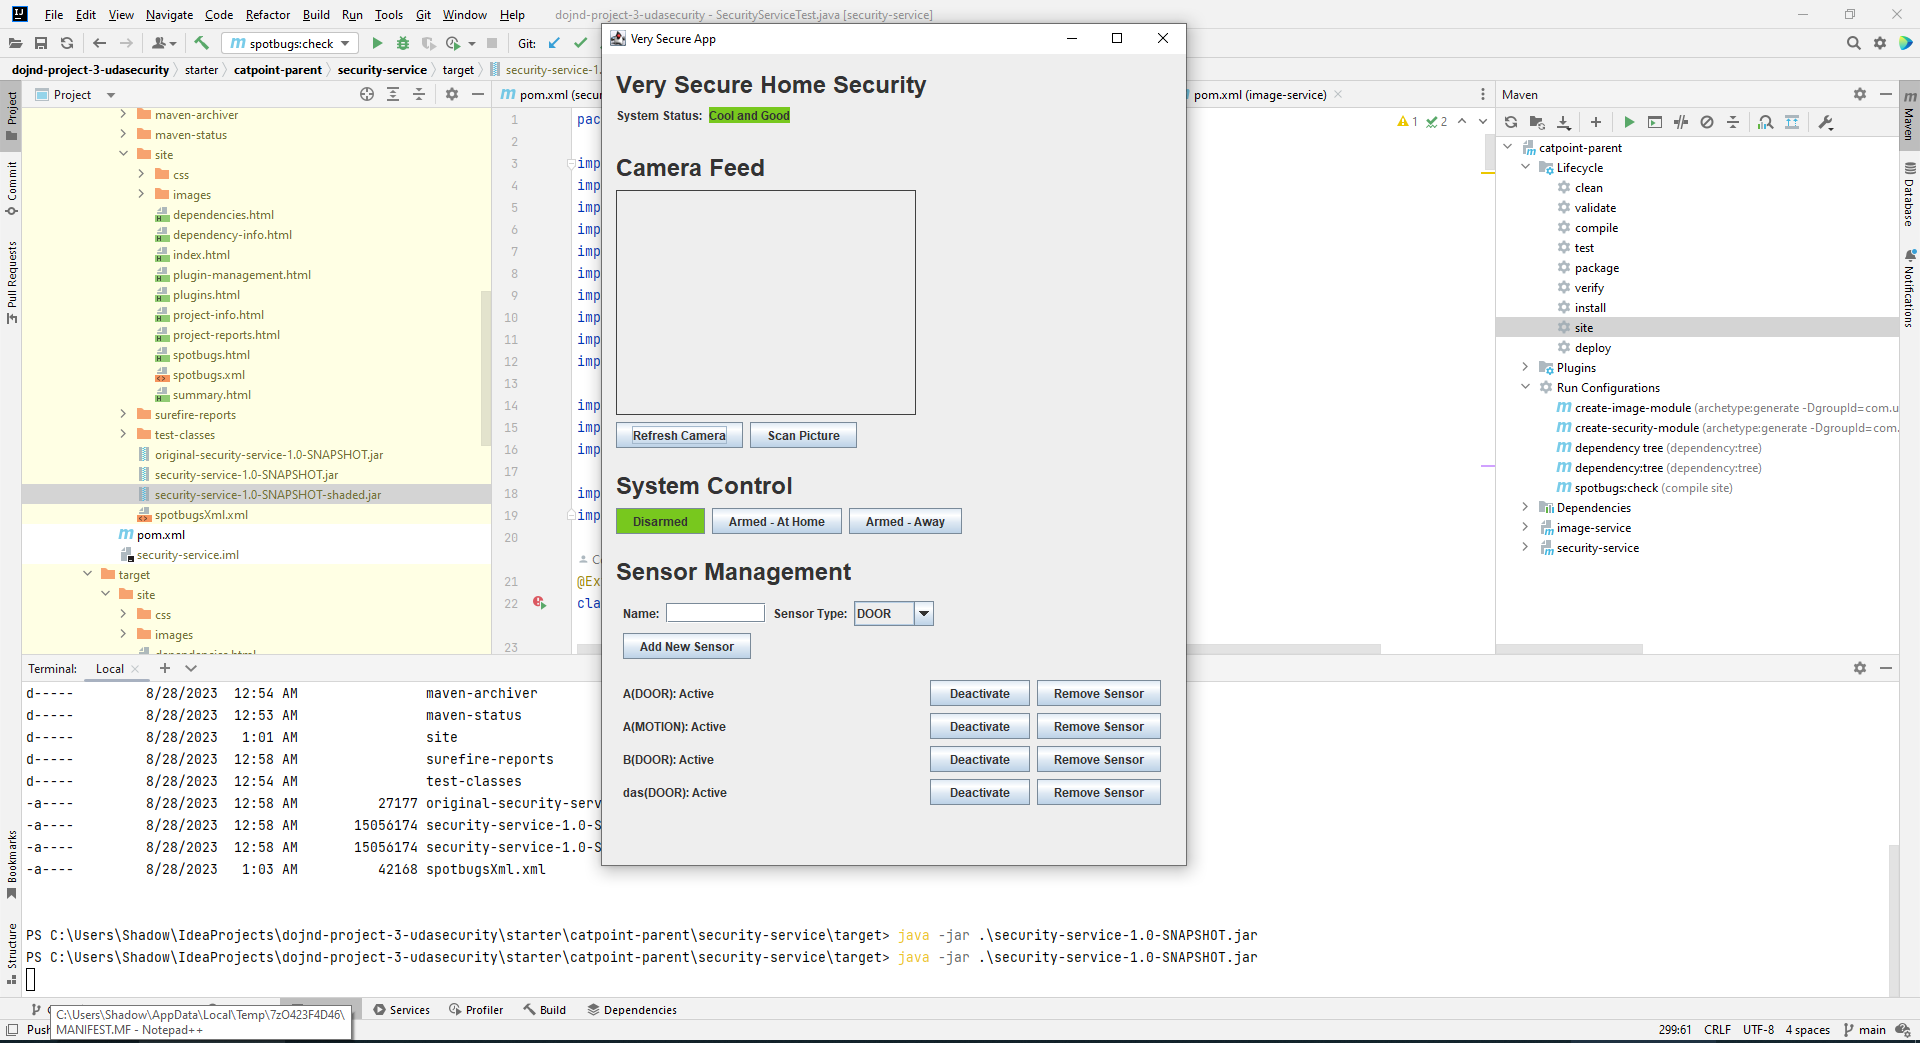 File Edit View Navigate Code Refactor Build Run Tools Git Window Help dojnd-project-3-udasecurity - SecurityServiceTest.java [security-service]
spotbugs:check Git:
dojnd-project-3-udasecurity starter catpoint-parent security-service target security-service-1.
Project
maven-archiver
maven-status
site
css
images
dependencies.html
dependency-info.html
index.html
plugin-management.html
plugins.html
project-info.html
project-reports.html
spotbugs.html
spotbugs.xml
summary.html
surefire-reports
test-classes
original-security-service-1.0-SNAPSHOT.jar
security-service-1.0-SNAPSHOT.jar
security-service-1.0-SNAPSHOT-shaded.jar
spotbugsXml.xml
pom.xml
security-service.iml
target
site
css
images
dependencies.html
Project
Commit
Pull Requests
Bookmarks
Structure
pom.xml (secu
pom.xml (image-service)
1 pac
2
3 imp
4 imp
5 imp
6 imp
7 imp
8 imp
9 imp
10 imp
11 imp
12 imp
13
14 imp
15 imp
16 imp
17
18 imp
19 imp
20
C
21 @Ex
22 cla
23
1 2
Very Secure App
Very Secure Home Security
System Status: Cool and Good
Camera Feed
Refresh Camera Scan Picture
System Control
Disarmed Armed - At Home Armed - Away
Sensor Management
Name: Sensor Type: DOOR
Add New Sensor
A(DOOR): Active Deactivate Remove Sensor
A(MOTION): Active Deactivate Remove Sensor
B(DOOR): Active Deactivate Remove Sensor
das(DOOR): Active Deactivate Remove Sensor
Maven
catpoint-parent
Lifecycle
clean
validate
compile
test
package
verify
install
site
deploy
Plugins
Run Configurations
create-image-module (archetype:generate -DgroupId=com.u
create-security-module (archetype:generate -DgroupId=com.
dependency tree (dependency:tree)
dependency:tree (dependency:tree)
spotbugs:check (compile site)
Dependencies
image-service
security-service
Maven
Database
Notifications
Terminal: Local
d----- 8/28/2023 12:54 AM maven-archiver
d----- 8/28/2023 12:53 AM maven-status
d----- 8/28/2023 1:01 AM site
d----- 8/28/2023 12:58 AM surefire-reports
d----- 8/28/2023 12:54 AM test-classes
-a---- 8/28/2023 12:58 AM 27177 original-security-serv
-a---- 8/28/2023 12:58 AM 15056174 security-service-1.0-S
-a---- 8/28/2023 12:58 AM 15056174 security-service-1.0-S
-a---- 8/28/2023 1:03 AM 42168 spotbugsXml.xml
PS C:\Users\Shadow\IdeaProjects\dojnd-project-3-udasecurity\starter\catpoint-parent\security-service\target> java -jar .\security-service-1.0-SNAPSHOT.jar
PS C:\Users\Shadow\IdeaProjects\dojnd-project-3-udasecurity\starter\catpoint-parent\security-service\target> java -jar .\security-service-1.0-SNAPSHOT.jar
Services Profiler Build Dependencies
C:\Users\Shadow\AppData\Local\Temp\7zO423F4D46\
MANIFEST.MF - Notepad++
Push
299:61 CRLF UTF-8 4 spaces main